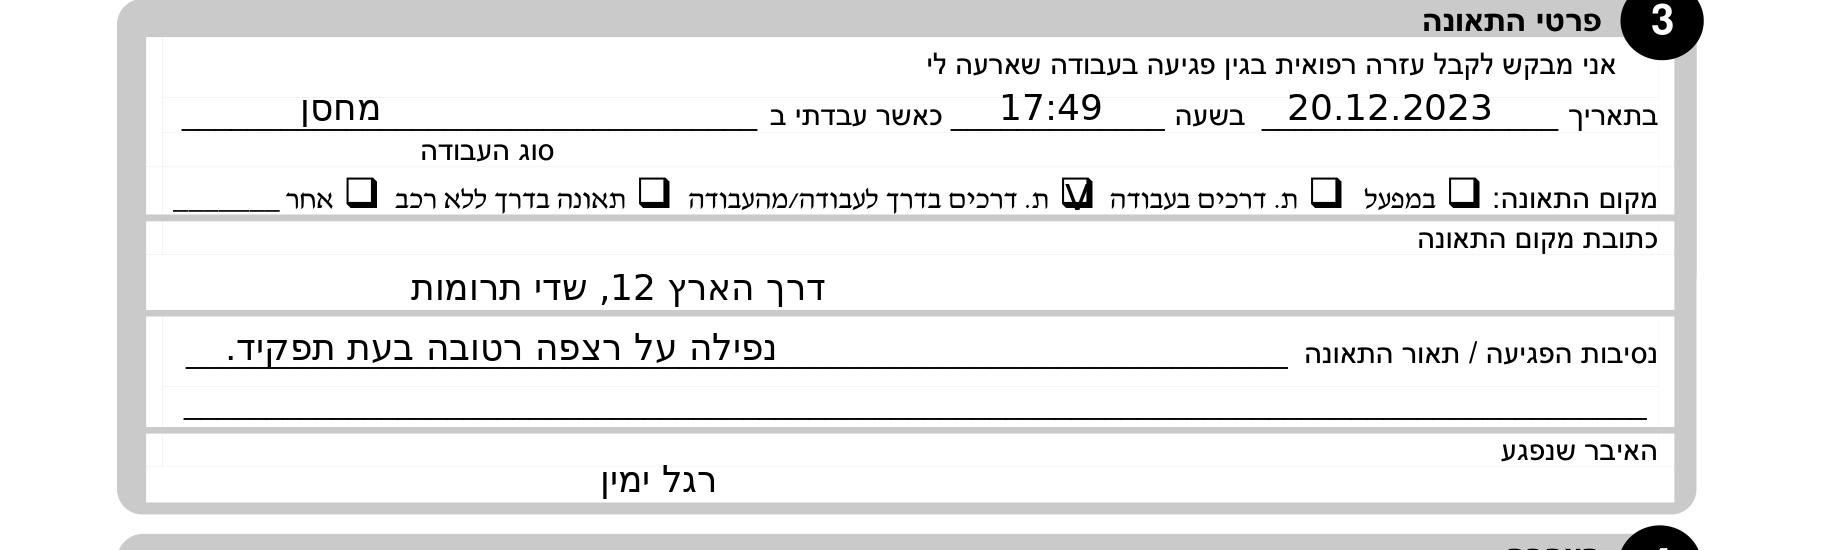 3
פרטי התאונה
אני מבקש לקבל עזרה רפואית בגין פגיעה בעבודה שארעה לי
בתאריך 20.12.2023 בשעה 17:49 כאשר עבדתי ב מחסן
סוג העבודה
מקום התאונה: ❑ במפעל ❑ ת. דרכים בעבודה ❑V ת. דרכים בדרך לעבודה/מהעבודה ❑ תאונה בדרך ללא רכב ❑ אחר ________
כתובת מקום התאונה
דרך הארץ 12, שדי תרומות
נסיבות הפגיעה / תאור התאונה נפילה על רצפה רטובה בעת תפקיד.
האיבר שנפגע
רגל ימין